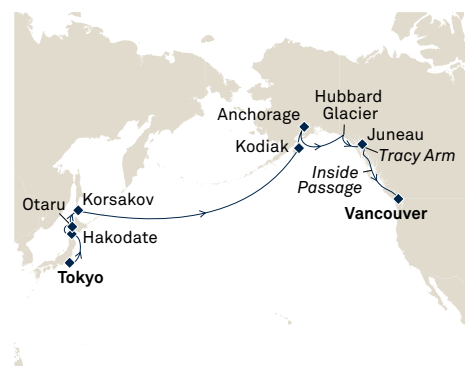 Hubbard
Glacier
Anchorage
Juneau
Kodiak
Tracy Arm
Inside
Passage
Otaru
Korsakov
Vancouver
Hakodate
Tokyo